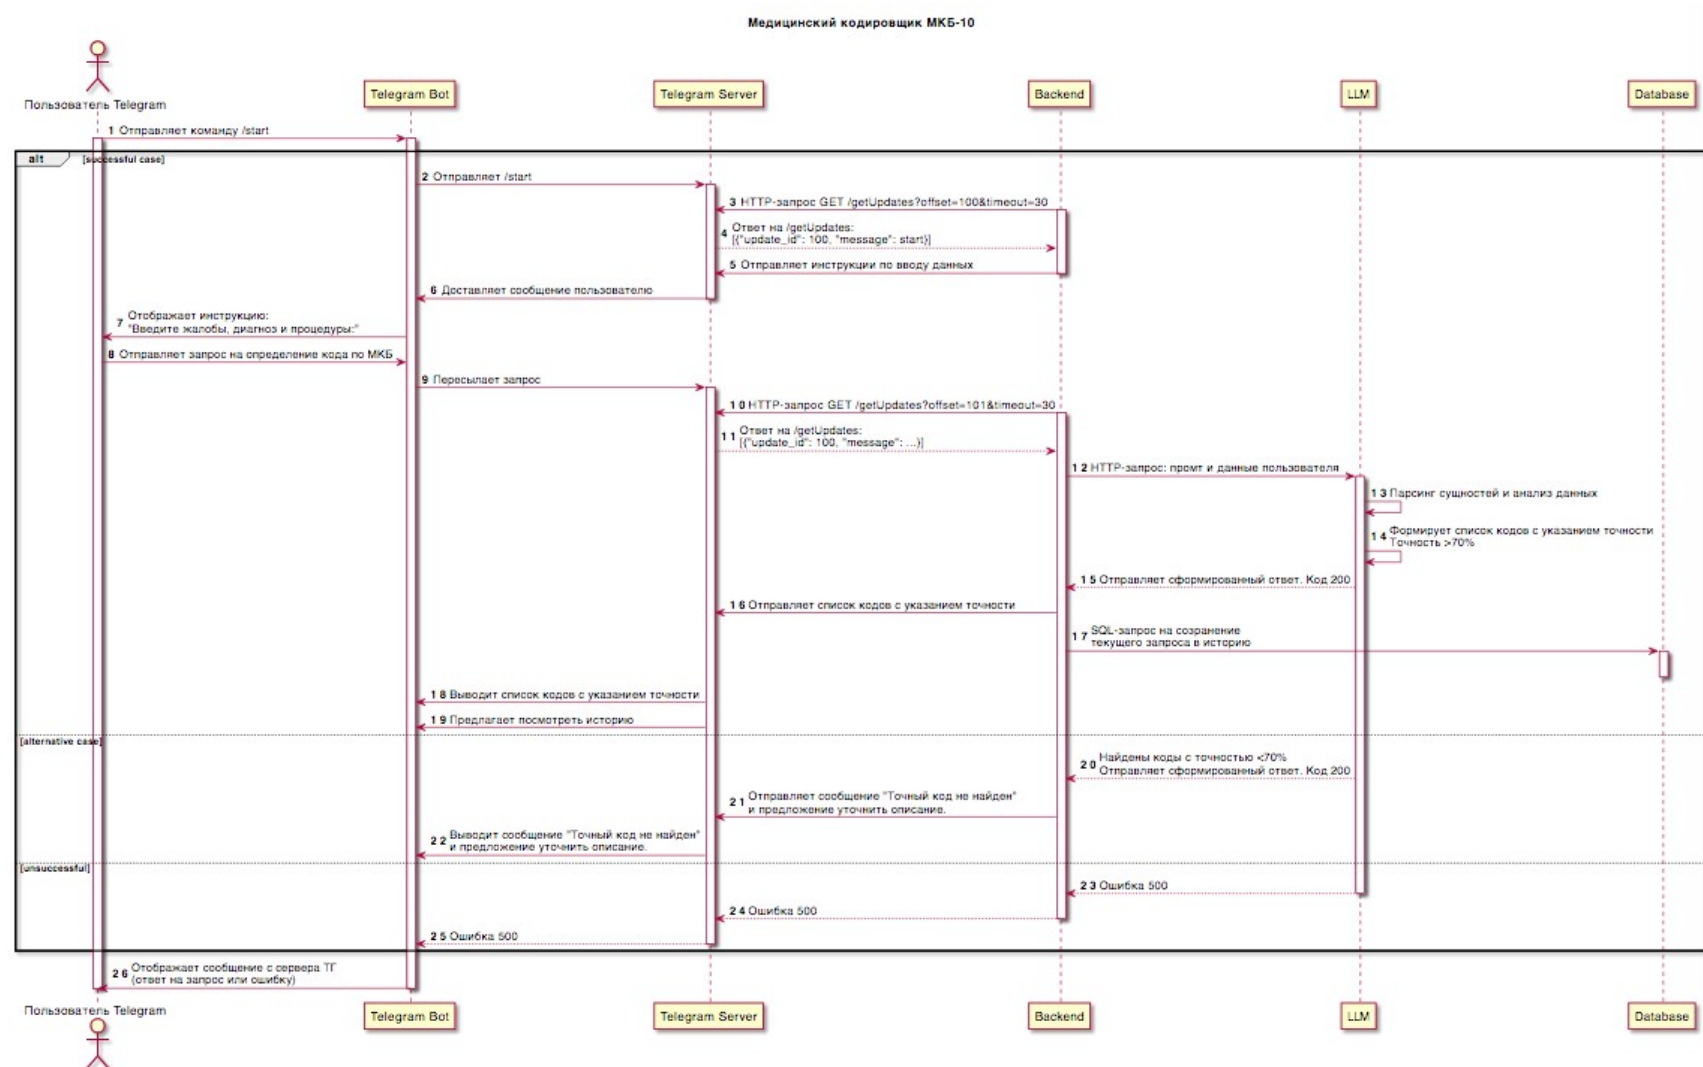 Медицинский кодировщик МКБ-10
Пользователь Telegram
Telegram Bot
Telegram Server
Backend
LLM
Database
1 Отправляет команду /start
alt
[successful case]
2 Отправляет /start
3 HTTP-запрос GET /getUpdates?offset=100&timeout=30
4 Ответ на /getUpdates:
[{"update_id": 100, "message": start}]
5 Отправляет инструкции по вводу данных
6 Доставляет сообщение пользователю
7 Отображает инструкцию:
"Введите жалобы, диагноз и процедуры:"
8 Отправляет запрос на определение кода по МКБ
9 Пересылает запрос
10 HTTP-запрос GET /getUpdates?offset=101&timeout=30
11 Ответ на /getUpdates:
[{"update_id": 100, "message": ...}]
12 HTTP-запрос: промт и данные пользователя
13 Парсинг сущностей и анализ данных
14 Формирует список кодов с указанием точности
Точность >70%
15 Отправляет сформированный ответ. Код 200
16 Отправляет список кодов с указанием точности
17 SQL-запрос на созранение
текущего запроса в историю
18 Выводит список кодов с указанием точности
19 Предлагает посмотреть историю
[alternative case]
20 Найдены коды с точностью <70%
Отправляет сформированный ответ. Код 200
21 Отправляет сообщение "Точный код не найден"
и предложение уточнить описание.
22 Выводит сообщение "Точный код не найден"
и предложение уточнить описание.
[unsuccessful]
23 Ошибка 500
24 Ошибка 500
25 Ошибка 500
26 Отображает сообщение с сервера ТГ
(ответ на запрос или ошибку)
Пользователь Telegram
Telegram Bot
Telegram Server
Backend
LLM
Database